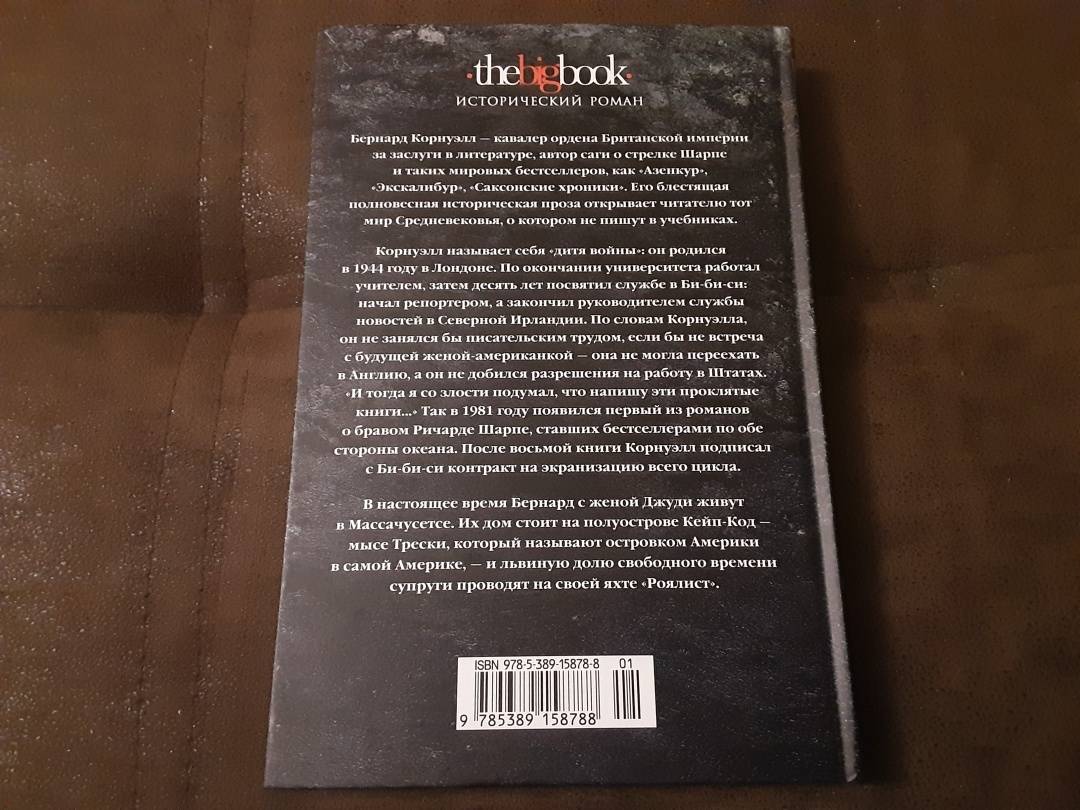 ·thebigbook·
ИСТОРИЧЕСКИЙ РОМАН
Бернард Корнуэлл — кавалер ордена Британской империи
за заслуги в литературе, автор саги о стрелке Шарпе
и таких мировых бестселлеров, как «Азенкур»,
«Экскалибур», «Саксонские хроники». Его блестящая
полновесная историческая проза открывает читателю тот
мир Средневековья, о котором не пишут в учебниках.
Корнуэлл называет себя «дитя войны»: он родился
в 1944 году в Лондоне. По окончании университета работал
учителем, затем десять лет посвятил службе в Би-би-си:
начал репортером, а закончил руководителем службы
новостей в Северной Ирландии. По словам Корнуэлла,
он не занялся бы писательским трудом, если бы не встреча
с будущей женой-американкой — она не могла переехать
в Англию, а он не добился разрешения на работу в Штатах.
«И тогда я со злости подумал, что напишу эти проклятые
книги...» Так в 1981 году появился первый из романов
о бравом Ричарде Шарпе, ставших бестселлерами по обе
стороны океана. После восьмой книги Корнуэлл подписал
с Би-би-си контракт на экранизацию всего цикла.
В настоящее время Бернард с женой Джуди живут
в Массачусетсе. Их дом стоит на полуострове Кейп-Код —
мысе Трески, который называют островком Америки
в самой Америке, — и львиную долю свободного времени
супруги проводят на своей яхте «Роялист».
ISBN 978-5-389-15878-8 01
9 785389 158788